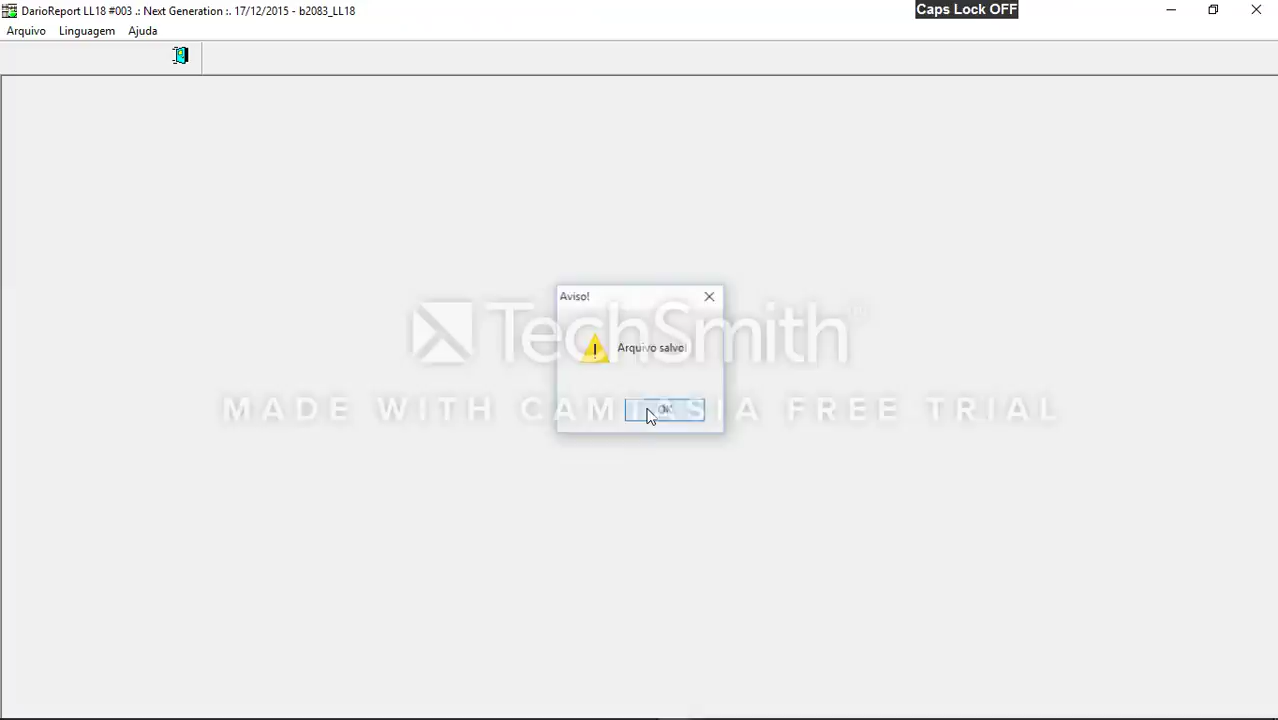 DarioReport LL18 #003 .: Next Generation :. 17/12/2015 - b2083_LL18
Caps Lock OFF
Arquivo Linguagem Ajuda
Aviso!
TechSmith
Arquivo salvo!
OK
MADE WITH CAMTASIA FREE TRIAL